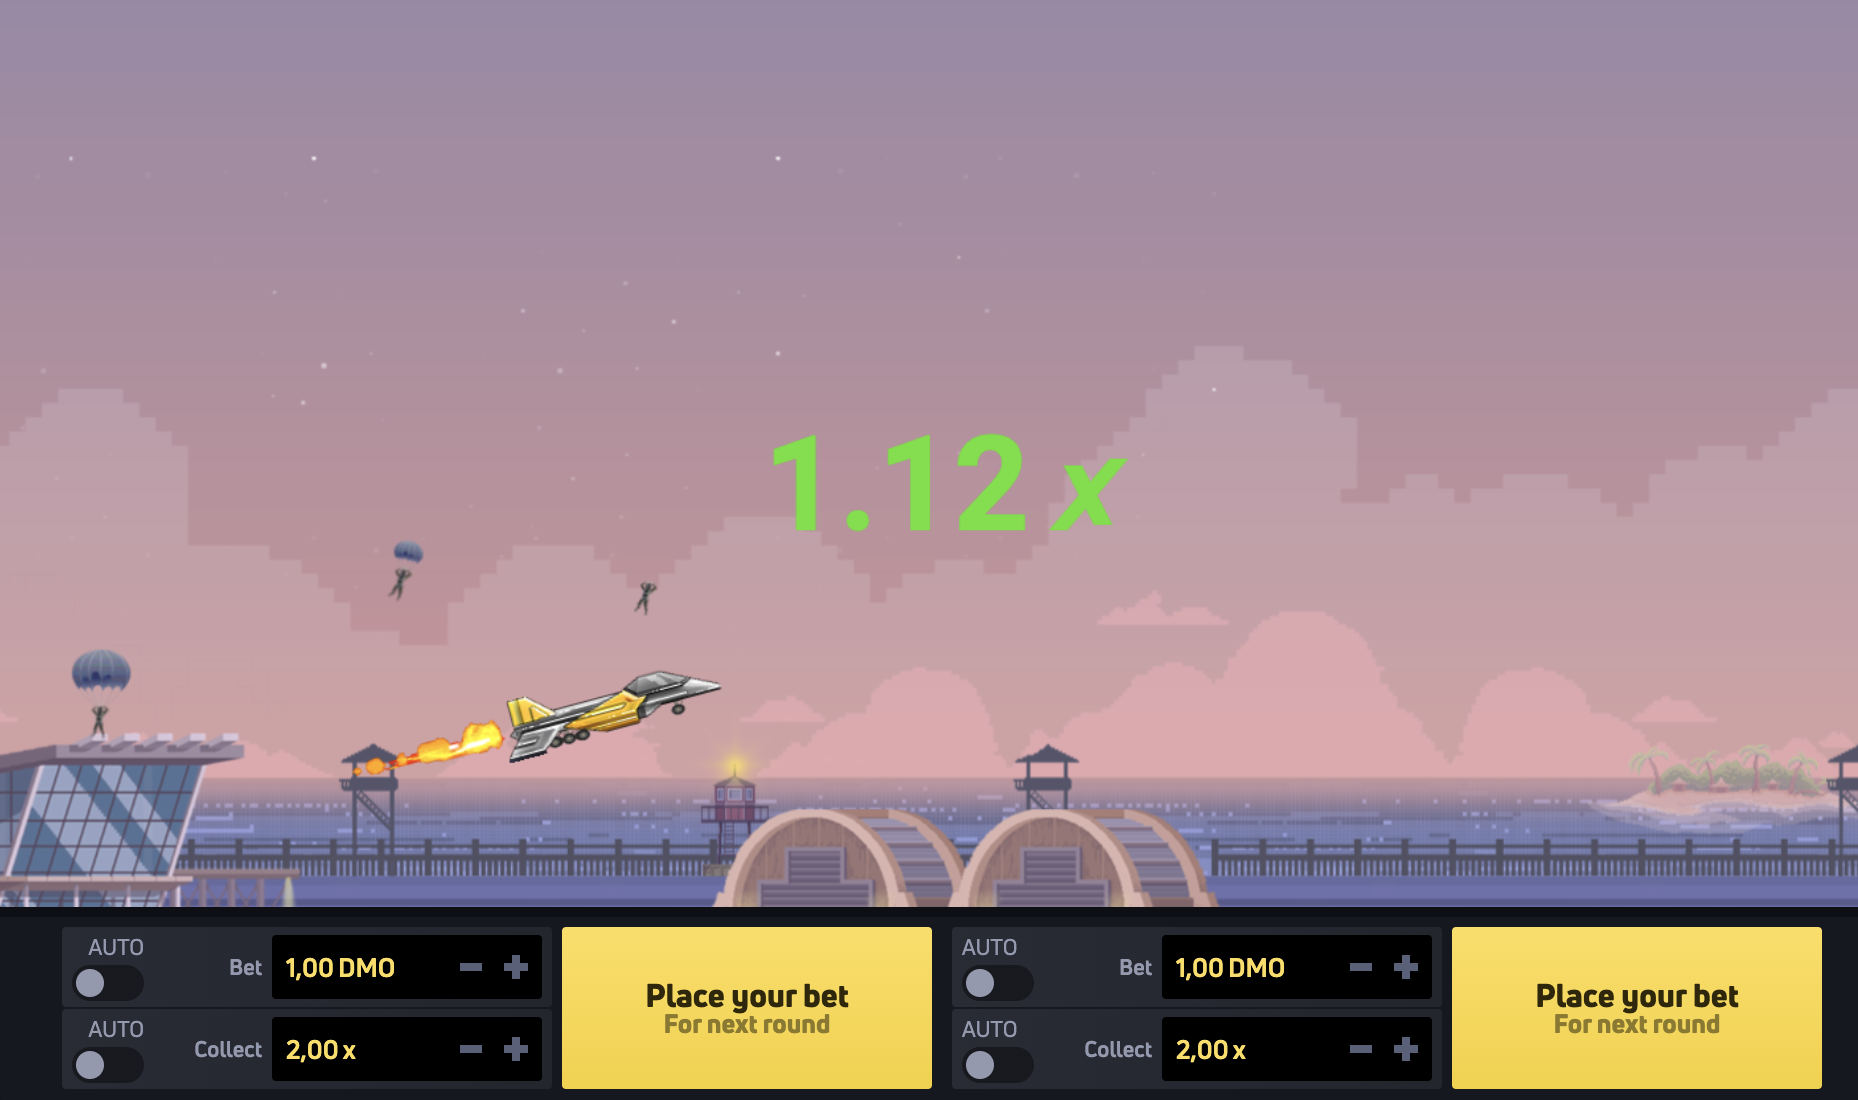 1.12 x
AUTO
Bet
1,00 DMO
AUTO
Collect
2,00 x
Place your bet
For next round
AUTO
Bet
1,00 DMO
AUTO
Collect
2,00 x
Place your bet
For next round